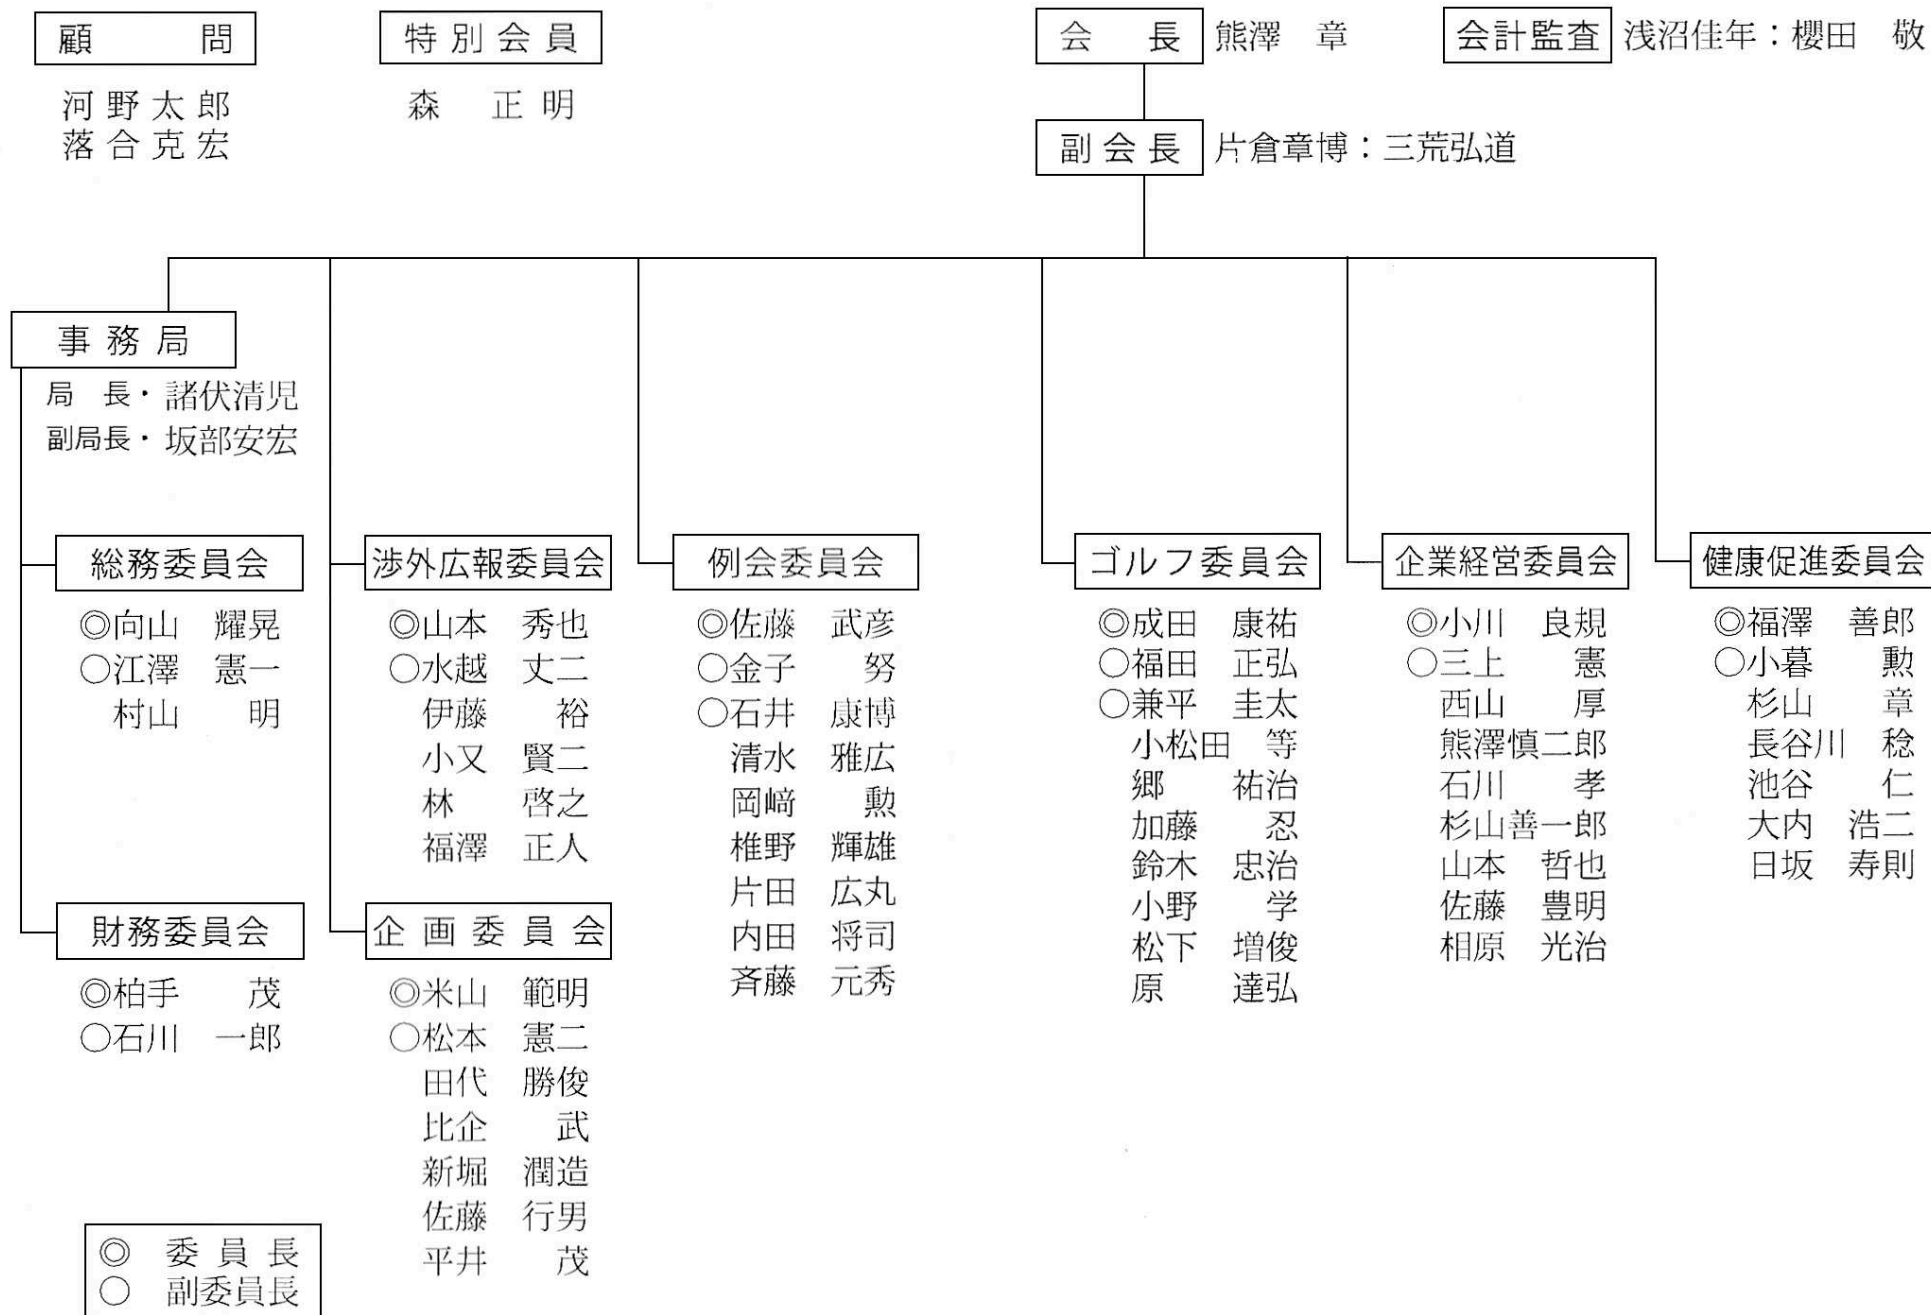 顧問
河野太郎
落合克宏
特別会員
森 正明
会長 熊澤 章
会計監査 浅沼佳年：櫻田 敬
副会長 片倉章博：三荒弘道
事務局
局 長・諸伏清児
副局長・坂部安宏
総務委員会
◎向山 耀晃
○江澤 憲一
村山 明
財務委員会
◎柏手 茂
○石川 一郎
渉外広報委員会
◎山本 秀也
○水越 丈二
伊藤 裕
小又 賢二
林 啓之
福澤 正人
企画委員会
◎米山 範明
○松本 憲二
田代 勝俊
比企 武
新堀 潤造
佐藤 行男
平井 茂
例会委員会
◎佐藤 武彦
○金子 努
○石井 康博
清水 雅広
岡﨑 勲
椎野 輝雄
片田 広丸
内田 将司
斉藤 元秀
ゴルフ委員会
◎成田 康祐
○福田 正弘
○兼平 圭太
小松田 等
郷 祐治
加藤 忍
鈴木 忠治
小野 学
松下 増俊
原 達弘
企業経営委員会
◎小川 良規
○三上 憲
西山 厚
熊澤慎二郎
石川 孝
杉山善一郎
山本 哲也
佐藤 豊明
相原 光治
健康促進委員会
◎福澤 善郎
○小暮 勲
杉山 章
長谷川 稔
池谷 仁
大内 浩二
日坂 寿則
◎ 委員長
○ 副委員長